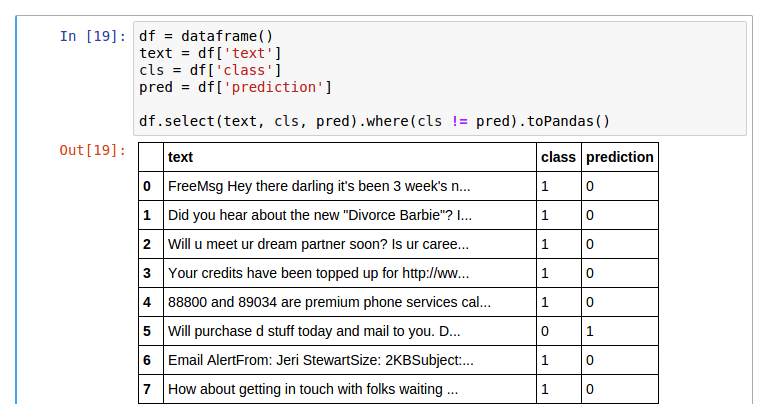 In [19]: df = dataframe()
text = df['text']
cls = df['class']
pred = df['prediction']
df.select(text, cls, pred).where(cls != pred).toPandas()
Out[19]:
text class prediction
0 FreeMsg Hey there darling it's been 3 week's n... 1 0
1 Did you hear about the new "Divorce Barbie"? I... 1 0
2 Will u meet ur dream partner soon? Is ur caree... 1 0
3 Your credits have been topped up for http://ww... 1 0
4 88800 and 89034 are premium phone services cal... 1 0
5 Will purchase d stuff today and mail to you. D... 0 1
6 Email AlertFrom: Jeri StewartSize: 2KBSubject:... 1 0
7 How about getting in touch with folks waiting ... 1 0